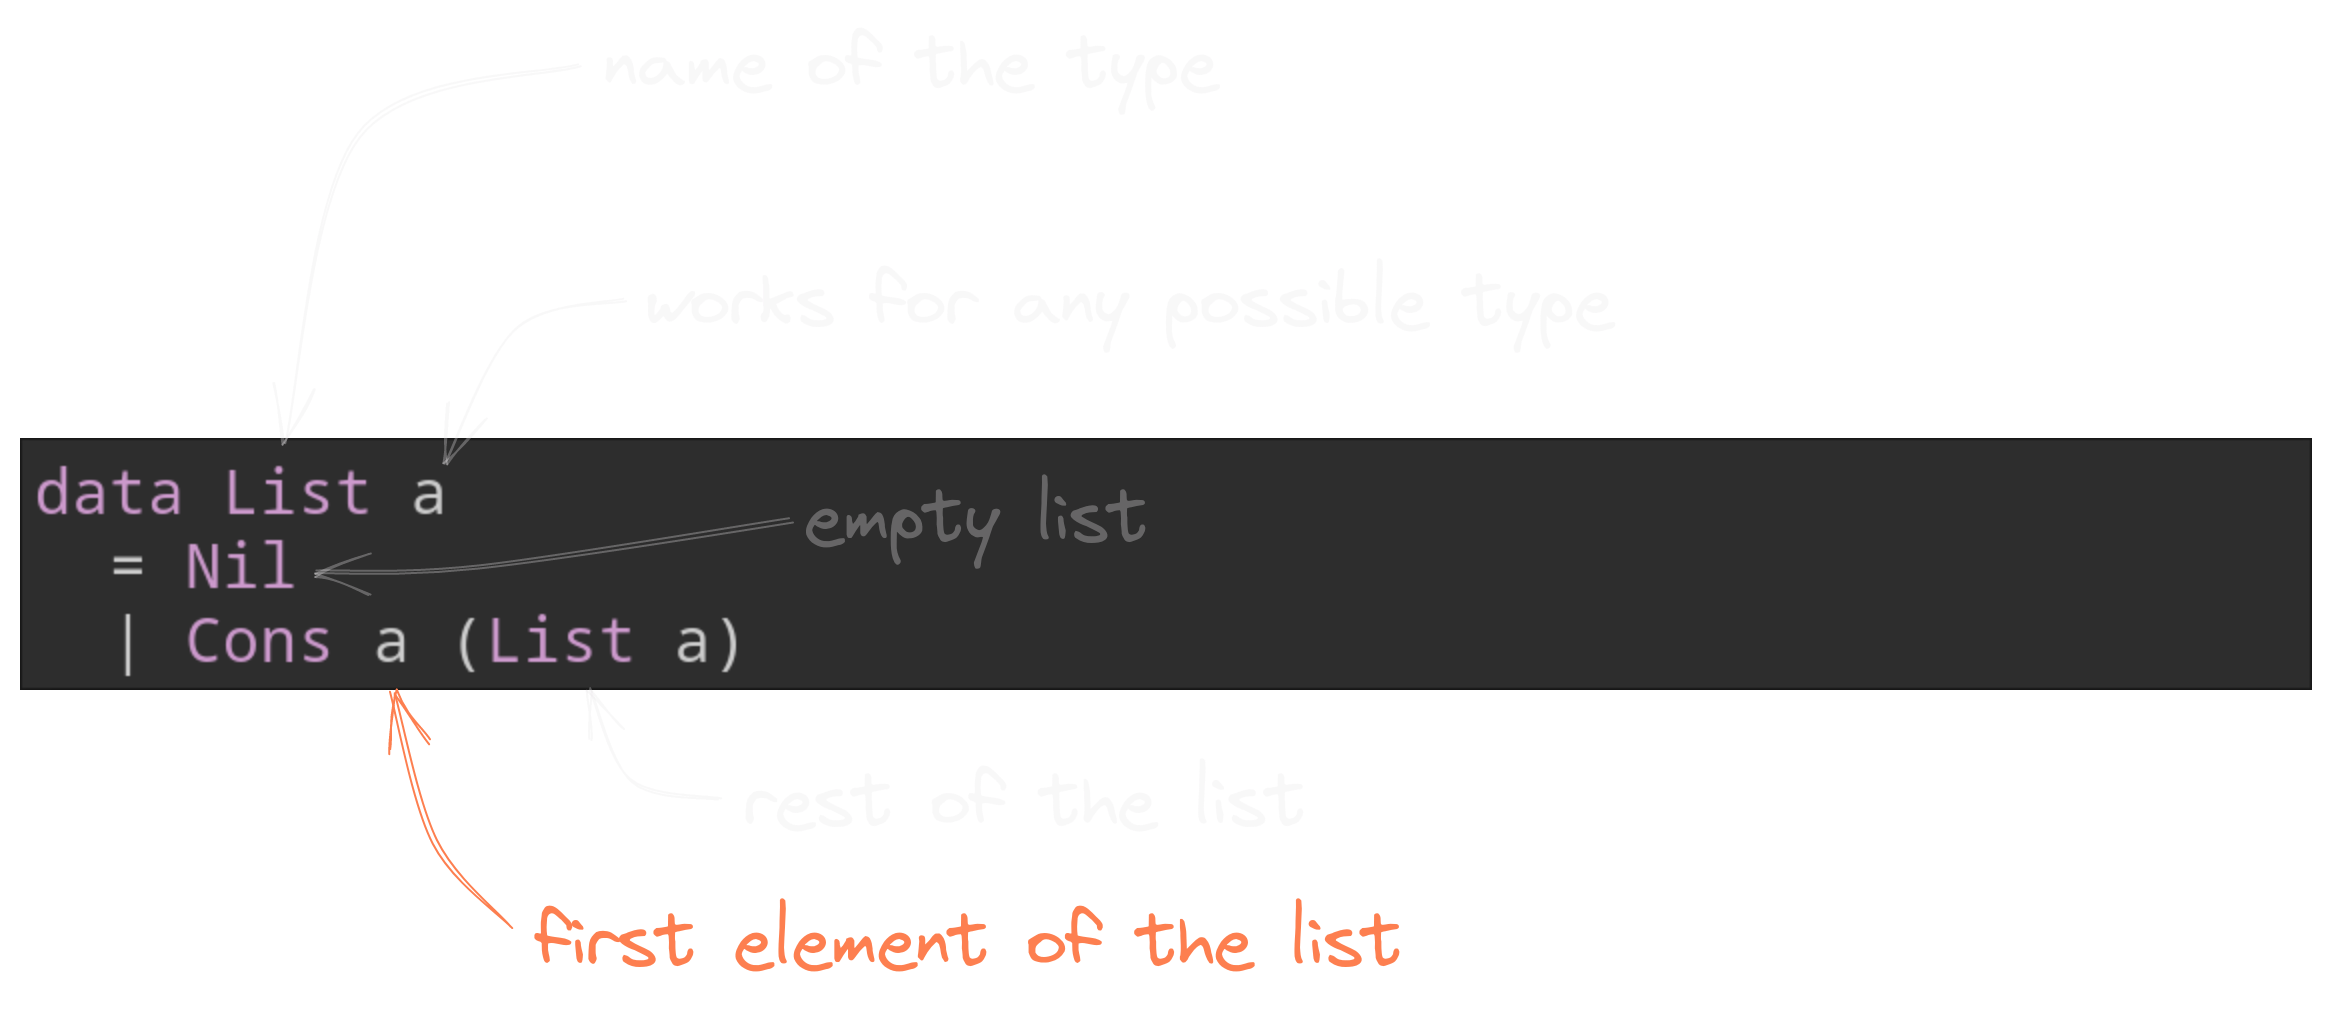 name of the type
works for any possible type
data List a
= Nil
empty list
| Cons a (List a)
rest of the list
first element of the list